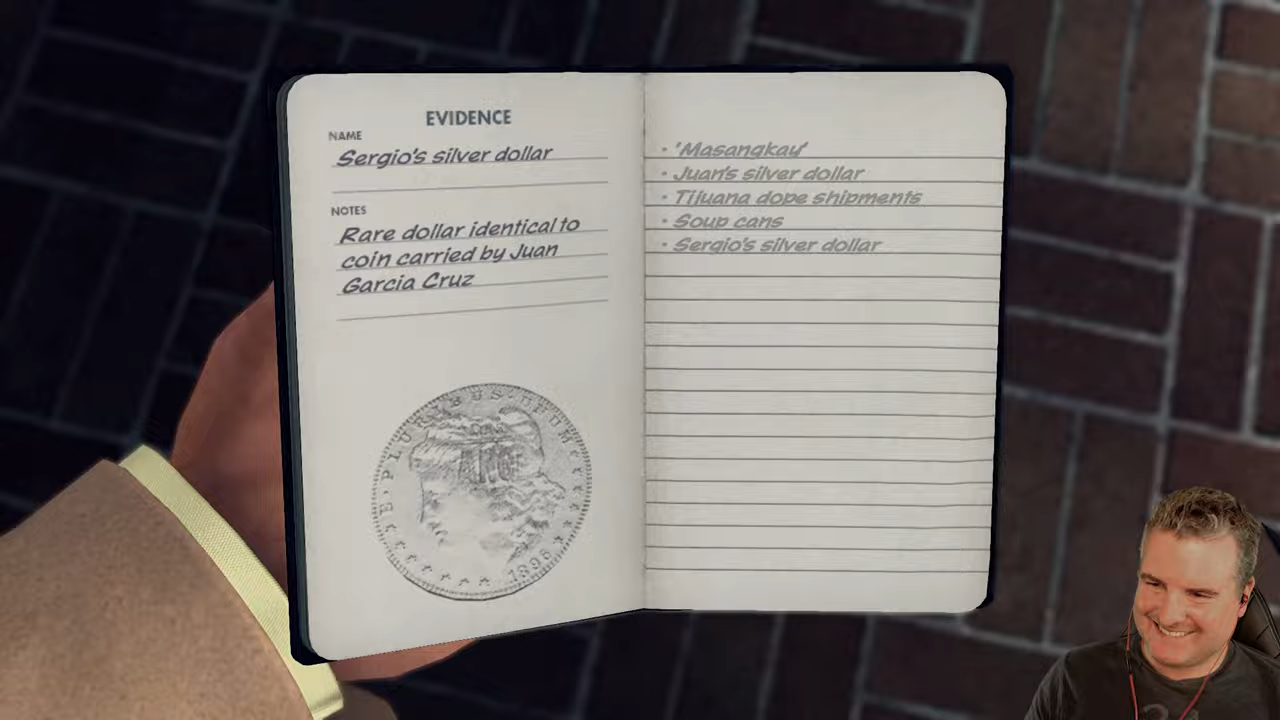 EVIDENCE
NAME
Sergio's silver dollar
NOTES
Rare dollar identical to
coin carried by Juan
Garcia Cruz
E · PLURIBUS · UNUM
1896
· 'Masangkay'
· Juan's silver dollar
· Tijuana dope shipments
· Soup cans
· Sergio's silver dollar